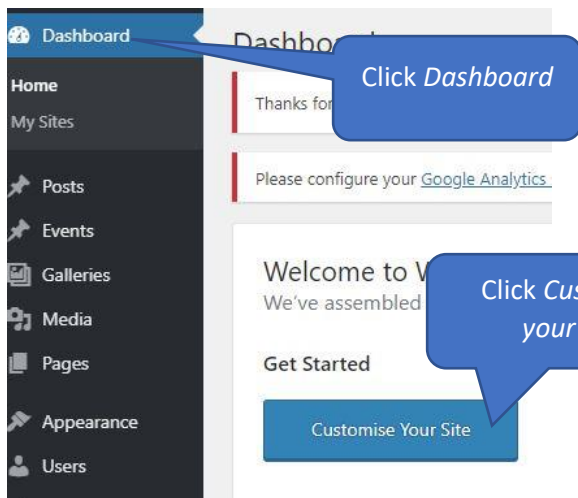 Dashboard
Home
My Sites
Posts
Events
Galleries
Media
Pages
Appearance
Users
Click Dashboard
Thanks for
Please configure your Google Analytics
Welcome to
We've assembled
Click
your
Get Started
Customise Your Site